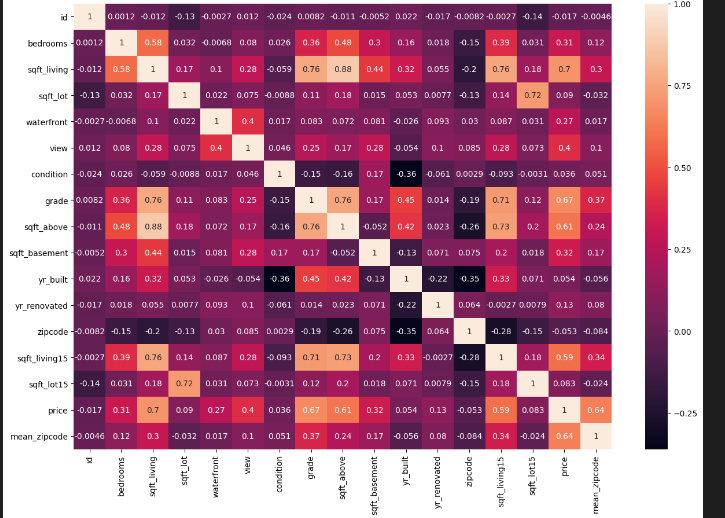 id 1 0.0012 -0.012 -0.13 -0.0027 0.012 -0.024 0.0082 -0.011 -0.0052 0.022 -0.017 -0.0082 -0.0027 -0.14 -0.017 -0.0046
bedrooms 0.0012 1 0.58 0.032 -0.0068 0.08 0.026 0.36 0.48 0.3 0.16 0.018 -0.15 0.39 0.031 0.31 0.12
sqft_living -0.012 0.58 1 0.17 0.1 0.28 -0.059 0.76 0.88 0.44 0.32 0.055 -0.2 0.76 0.18 0.7 0.3
sqft_lot -0.13 0.032 0.17 1 0.022 0.075 -0.0088 0.11 0.18 0.015 0.053 0.0077 -0.13 0.14 0.72 0.09 -0.032
waterfront -0.0027 -0.0068 0.1 0.022 1 0.4 0.017 0.083 0.072 0.081 -0.026 0.093 0.03 0.087 0.031 0.27 0.017
view 0.012 0.08 0.28 0.075 0.4 1 0.046 0.25 0.17 0.28 -0.054 0.1 0.085 0.28 0.073 0.4 0.1
condition -0.024 0.026 -0.059 -0.0088 0.017 0.046 1 -0.15 -0.16 0.17 -0.36 -0.061 0.0029 -0.093 -0.0031 0.036 0.051
grade 0.0082 0.36 0.76 0.11 0.083 0.25 -0.15 1 0.76 0.17 0.45 0.014 -0.19 0.71 0.12 0.67 0.37
sqft_above -0.011 0.48 0.88 0.18 0.072 0.17 -0.16 0.76 1 -0.052 0.42 0.023 -0.26 0.73 0.2 0.61 0.24
sqft_basement -0.0052 0.3 0.44 0.015 0.081 0.28 0.17 0.17 -0.052 1 -0.13 0.071 0.075 0.2 0.018 0.32 0.17
yr_built 0.022 0.16 0.32 0.053 -0.026 -0.054 -0.36 0.45 0.42 -0.13 1 -0.22 -0.35 0.33 0.071 0.054 -0.056
yr_renovated -0.017 0.018 0.055 0.0077 0.093 0.1 -0.061 0.014 0.023 0.071 -0.22 1 0.064 -0.0027 0.0079 0.13 0.08
zipcode -0.0082 -0.15 -0.2 -0.13 0.03 0.085 0.0029 -0.19 -0.26 0.075 -0.35 0.064 1 -0.28 -0.15 -0.053 -0.084
sqft_living15 -0.0027 0.39 0.76 0.14 0.087 0.28 -0.093 0.71 0.73 0.2 0.33 -0.0027 -0.28 1 0.18 0.59 0.34
sqft_lot15 -0.14 0.031 0.18 0.72 0.031 0.073 -0.0031 0.12 0.2 0.018 0.071 0.0079 -0.15 0.18 1 0.083 -0.024
price -0.017 0.31 0.7 0.09 0.27 0.4 0.036 0.67 0.61 0.32 0.054 0.13 -0.053 0.59 0.083 1 0.64
mean_zipcode -0.0046 0.12 0.3 -0.032 0.017 0.1 0.051 0.37 0.24 0.17 -0.056 0.08 -0.084 0.34 -0.024 0.64 1
id bedrooms sqft_living sqft_lot waterfront view condition grade sqft_above sqft_basement yr_built yr_renovated zipcode sqft_living15 sqft_lot15 price mean_zipcode
1.00
0.75
0.50
0.25
0.00
-0.25